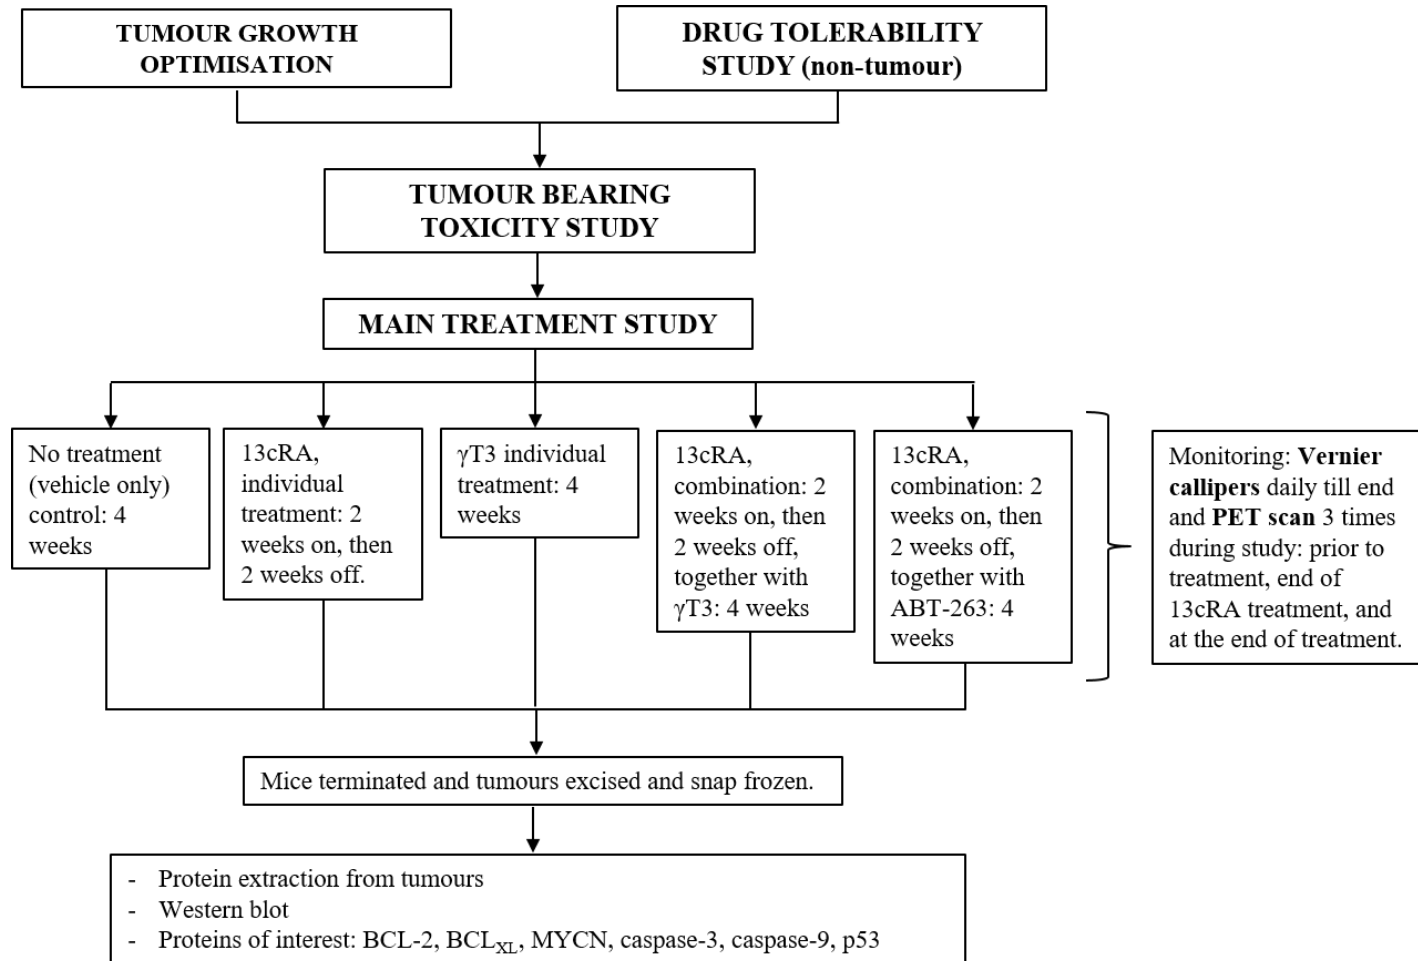 TUMOUR GROWTH
OPTIMISATION
DRUG TOLERABILITY
STUDY (non-tumour)
TUMOUR BEARING
TOXICITY STUDY
MAIN TREATMENT STUDY
No treatment
(vehicle only)
control: 4
weeks
13cRA,
individual
treatment: 2
weeks on, then
2 weeks off.
γT3 individual
treatment: 4
weeks
13cRA,
combination: 2
weeks on, then
2 weeks off,
together with
γT3: 4 weeks
13cRA,
combination: 2
weeks on, then
2 weeks off,
together with
ABT-263: 4
weeks
Monitoring: Vernier
callipers daily till end
and PET scan 3 times
during study: prior to
treatment, end of
13cRA treatment, and
at the end of treatment.
Mice terminated and tumours excised and snap frozen.
- Protein extraction from tumours
- Western blot
- Proteins of interest: BCL-2, BCLXL, MYCN, caspase-3, caspase-9, p53